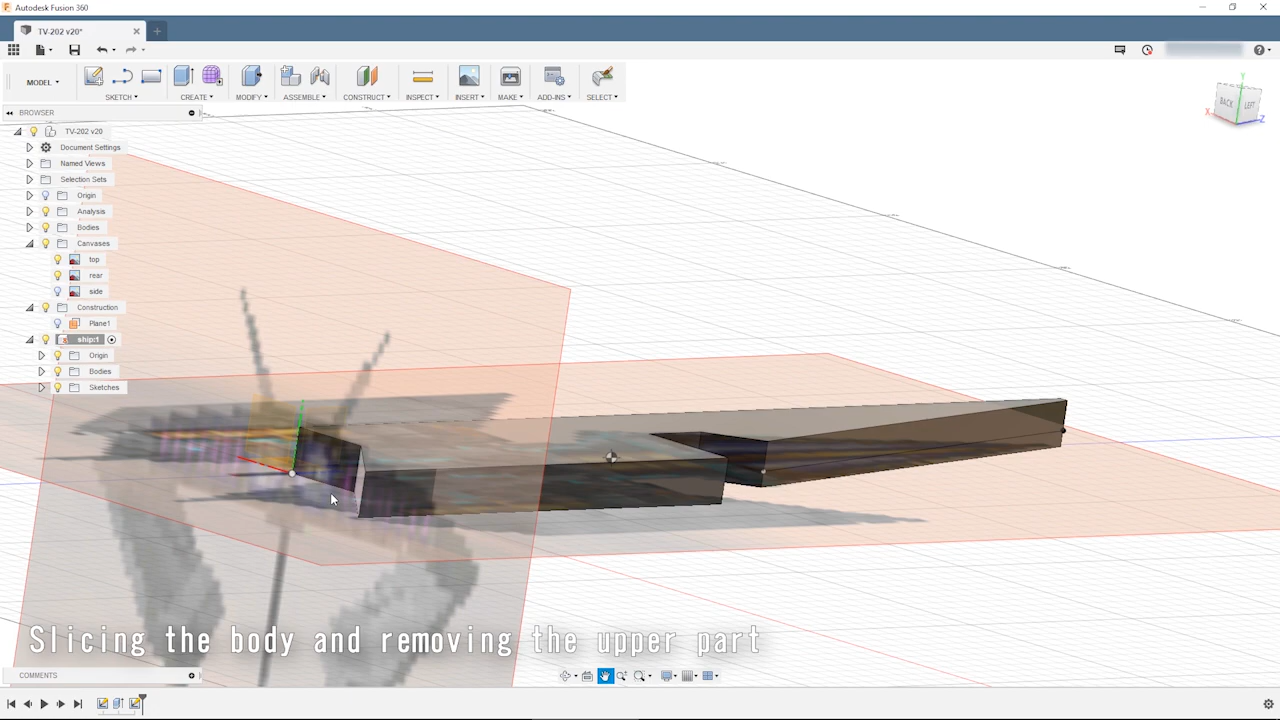 Autodesk Fusion 360
TV-202 v20*
MODEL
SKETCH
CREATE
MODIFY
ASSEMBLE
CONSTRUCT
INSPECT
INSERT
MAKE
ADD-INS
SELECT
BROWSER
TV-202 v20
Document Settings
Named Views
Selection Sets
Origin
Analysis
Bodies
Canvases
top
rear
side
Construction
Plane1
ship:1
Origin
Bodies
Sketches
Y
BACK
LEFT
X
Z
Slicing the body and removing the upper part
COMMENTS